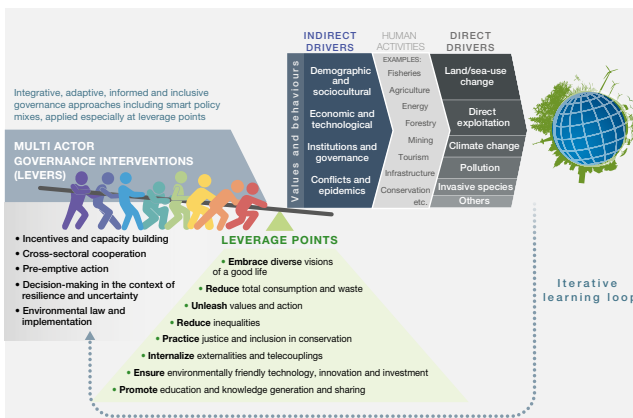 INDIRECT
DRIVERS
HUMAN
ACTIVITIES
DIRECT
DRIVERS
Values and behaviours
Demographic
and
sociocultural
Economic and
technological
Institutions and
governance
Conflicts and
epidemics
EXAMPLES:
Fisheries
Agriculture
Energy
Forestry
Mining
Tourism
Infrastructure
Conservation
etc.
Land/sea-use
change
Direct
exploitation
Climate change
Pollution
Invasive species
Others
Integrative, adaptive, informed and inclusive
governance approaches including smart policy
mixes, applied especially at leverage points
MULTI ACTOR
GOVERNANCE INTERVENTIONS
(LEVERS)
• Incentives and capacity building
• Cross-sectoral cooperation
• Pre-emptive action
• Decision-making in the context of
resilience and uncertainty
• Environmental law and
implementation
LEVERAGE POINTS
• Embrace diverse visions
of a good life
• Reduce total consumption and waste
• Unleash values and action
• Reduce inequalities
• Practice justice and inclusion in conservation
• Internalize externalities and telecouplings
• Ensure environmentally friendly technology, innovation and investment
• Promote education and knowledge generation and sharing
Iterative
learning loop